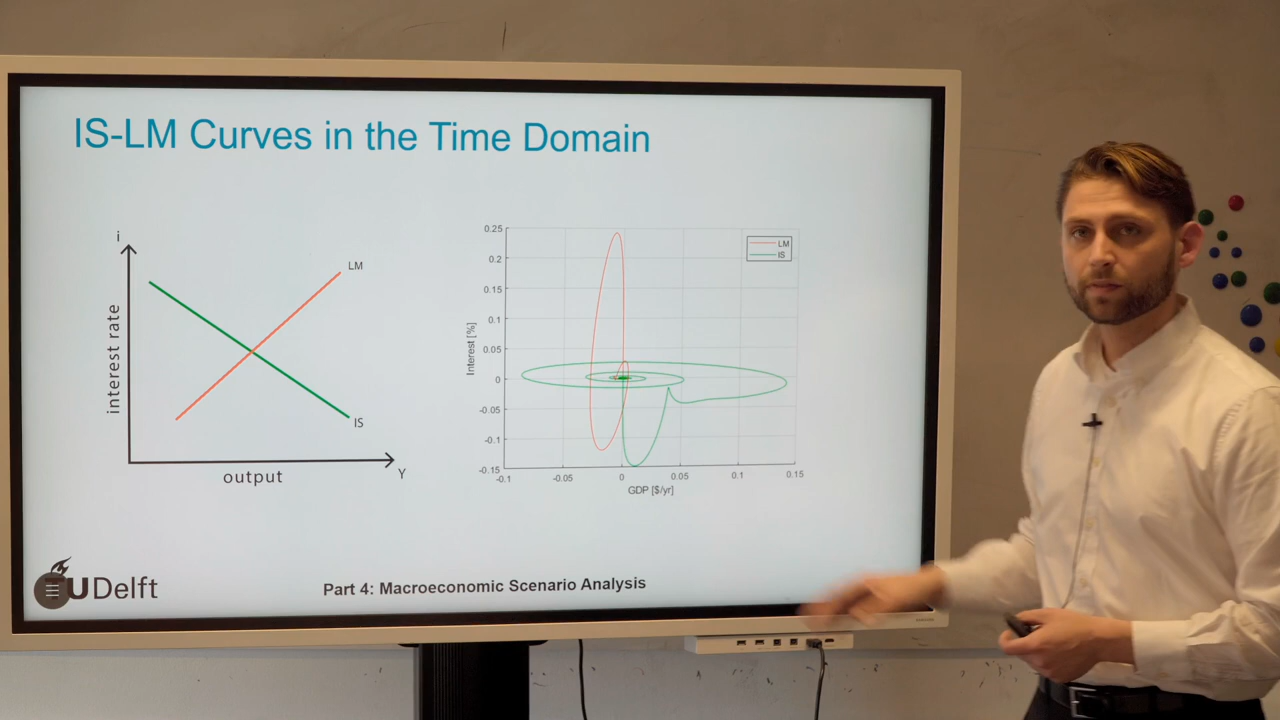 IS-LM Curves in the Time Domain
i
interest rate
LM
IS
output
Y
0.25
0.2
0.15
0.1
0.05
0
-0.05
-0.1
-0.15
Interest [%]
LM
IS
-0.1
-0.05
0
0.05
0.1
0.15
GDP [$/yr]
TUDelft
Part 4: Macroeconomic Scenario Analysis